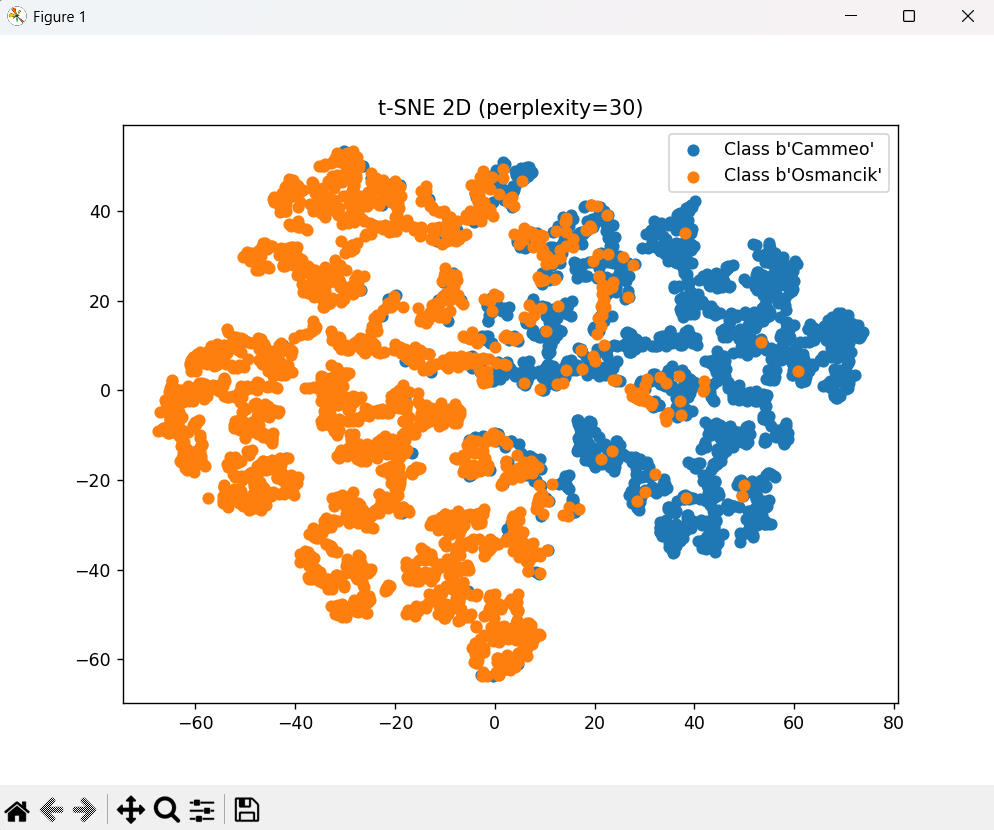 Figure 1
t-SNE 2D (perplexity=30)
Class b'Cammeo'
Class b'Osmancik'
40
20
0
−20
−40
−60
−60 −40 −20 0 20 40 60 80